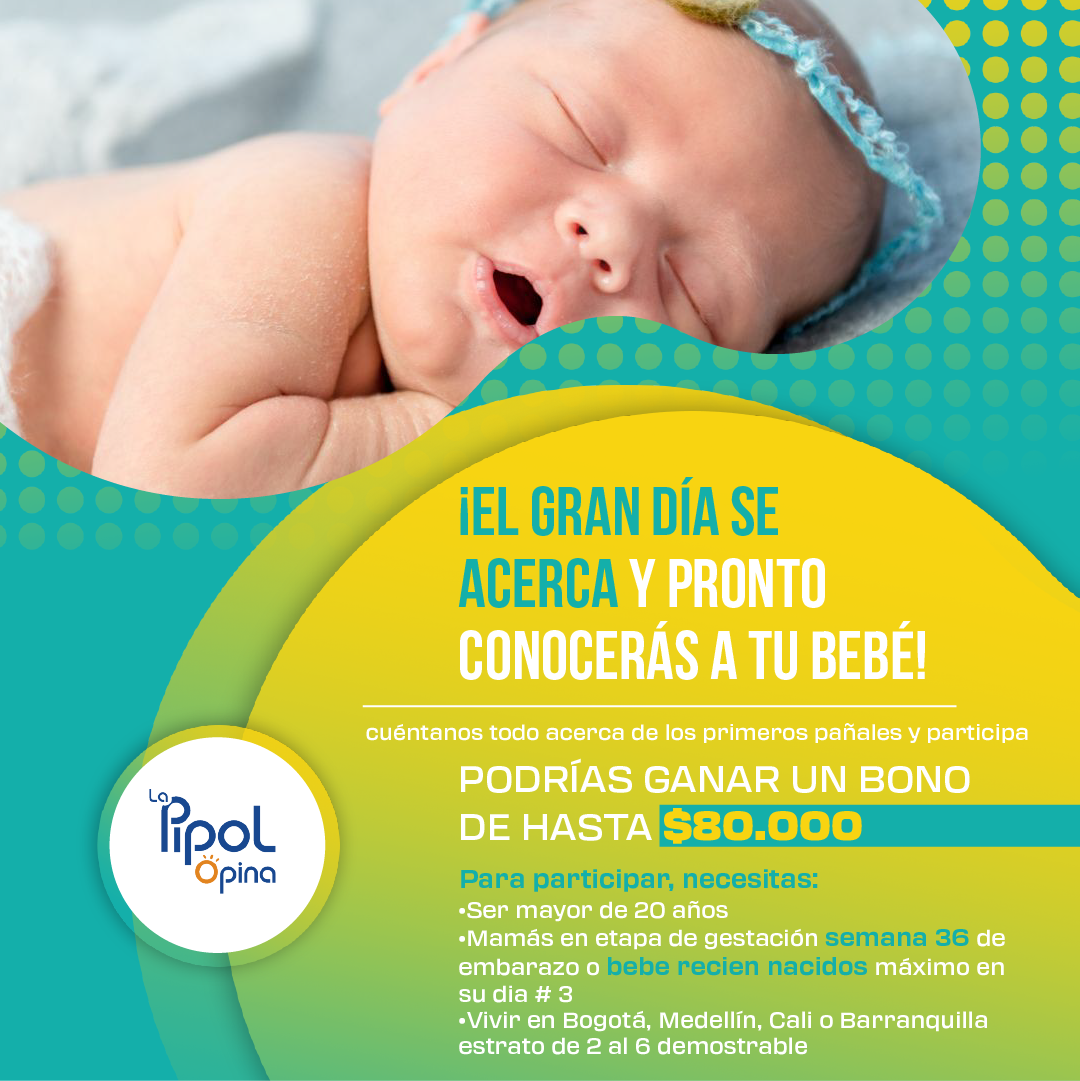 ¡EL GRAN DÍA SE
ACERCA Y PRONTO
CONOCERÁS A TU BEBÉ!
cuéntanos todo acerca de los primeros pañales y participa
PODRÍAS GANAR UN BONO
DE HASTA $80.000
La
Pipol
Opina
Para participar, necesitas:
•Ser mayor de 20 años
•Mamás en etapa de gestación semana 36 de
embarazo o bebe recien nacidos máximo en
su dia # 3
•Vivir en Bogotá, Medellín, Cali o Barranquilla
estrato de 2 al 6 demostrable